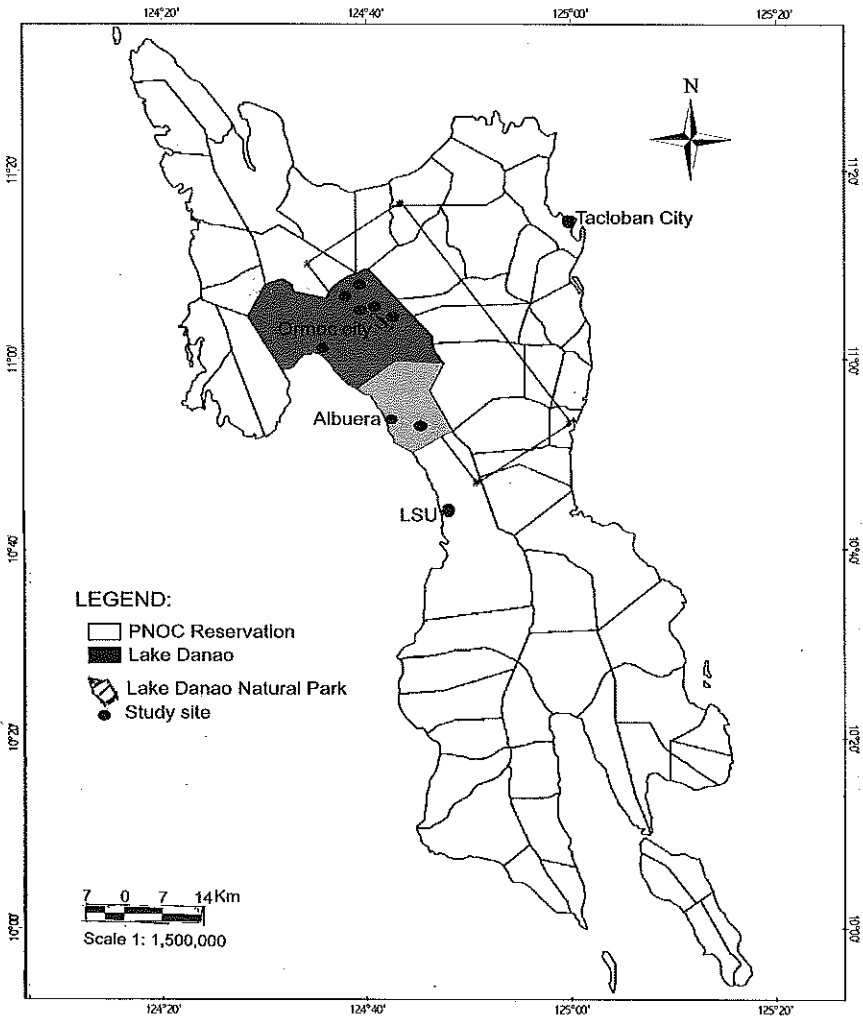 124°20' 124°40' 125°00' 125°20'
N
11°20' 11°20'
Tacloban City
Ormoc city
11°00' 11°00'
Albuera
LSU
10°40' 10°40'
LEGEND:
PNOC Reservation
Lake Danao
Lake Danao Natural Park
Study site
10°20' 10°20'
7 0 7 14Km
Scale 1: 1,500,000
10°00' 10°00'
124°20' 124°40' 125°00' 125°20'